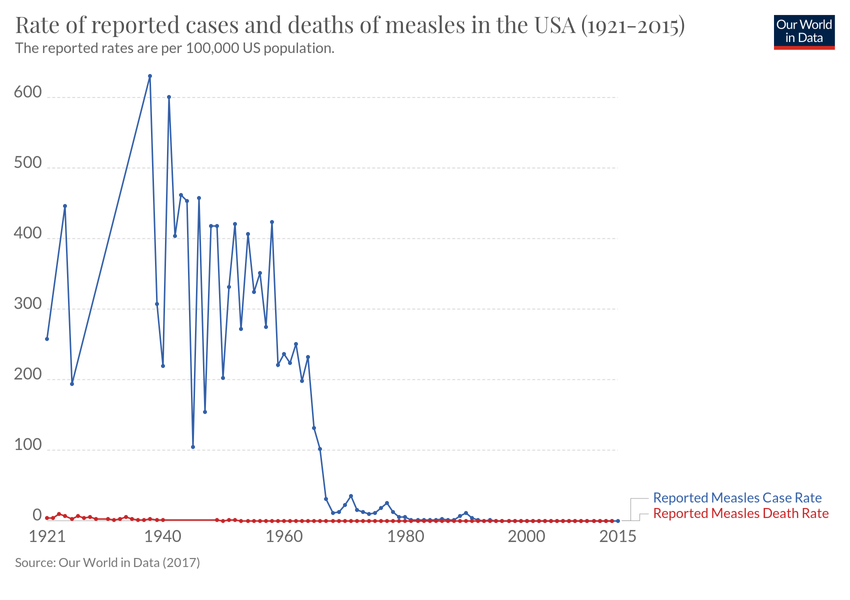 Rate of reported cases and deaths of measles in the USA (1921-2015)
The reported rates are per 100,000 US population.
Our World
in Data
600
500
400
300
200
100
0
Reported Measles Case Rate
Reported Measles Death Rate
1921 1940 1960 1980 2000 2015
Source: Our World in Data (2017)